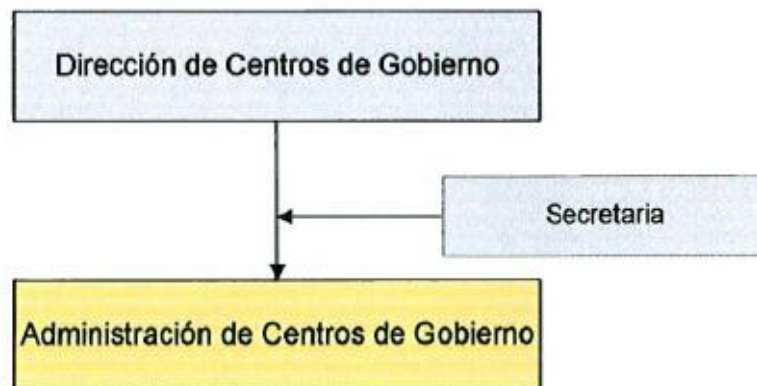 Dirección de Centros de Gobierno
Secretaria
Administración de Centros de Gobierno